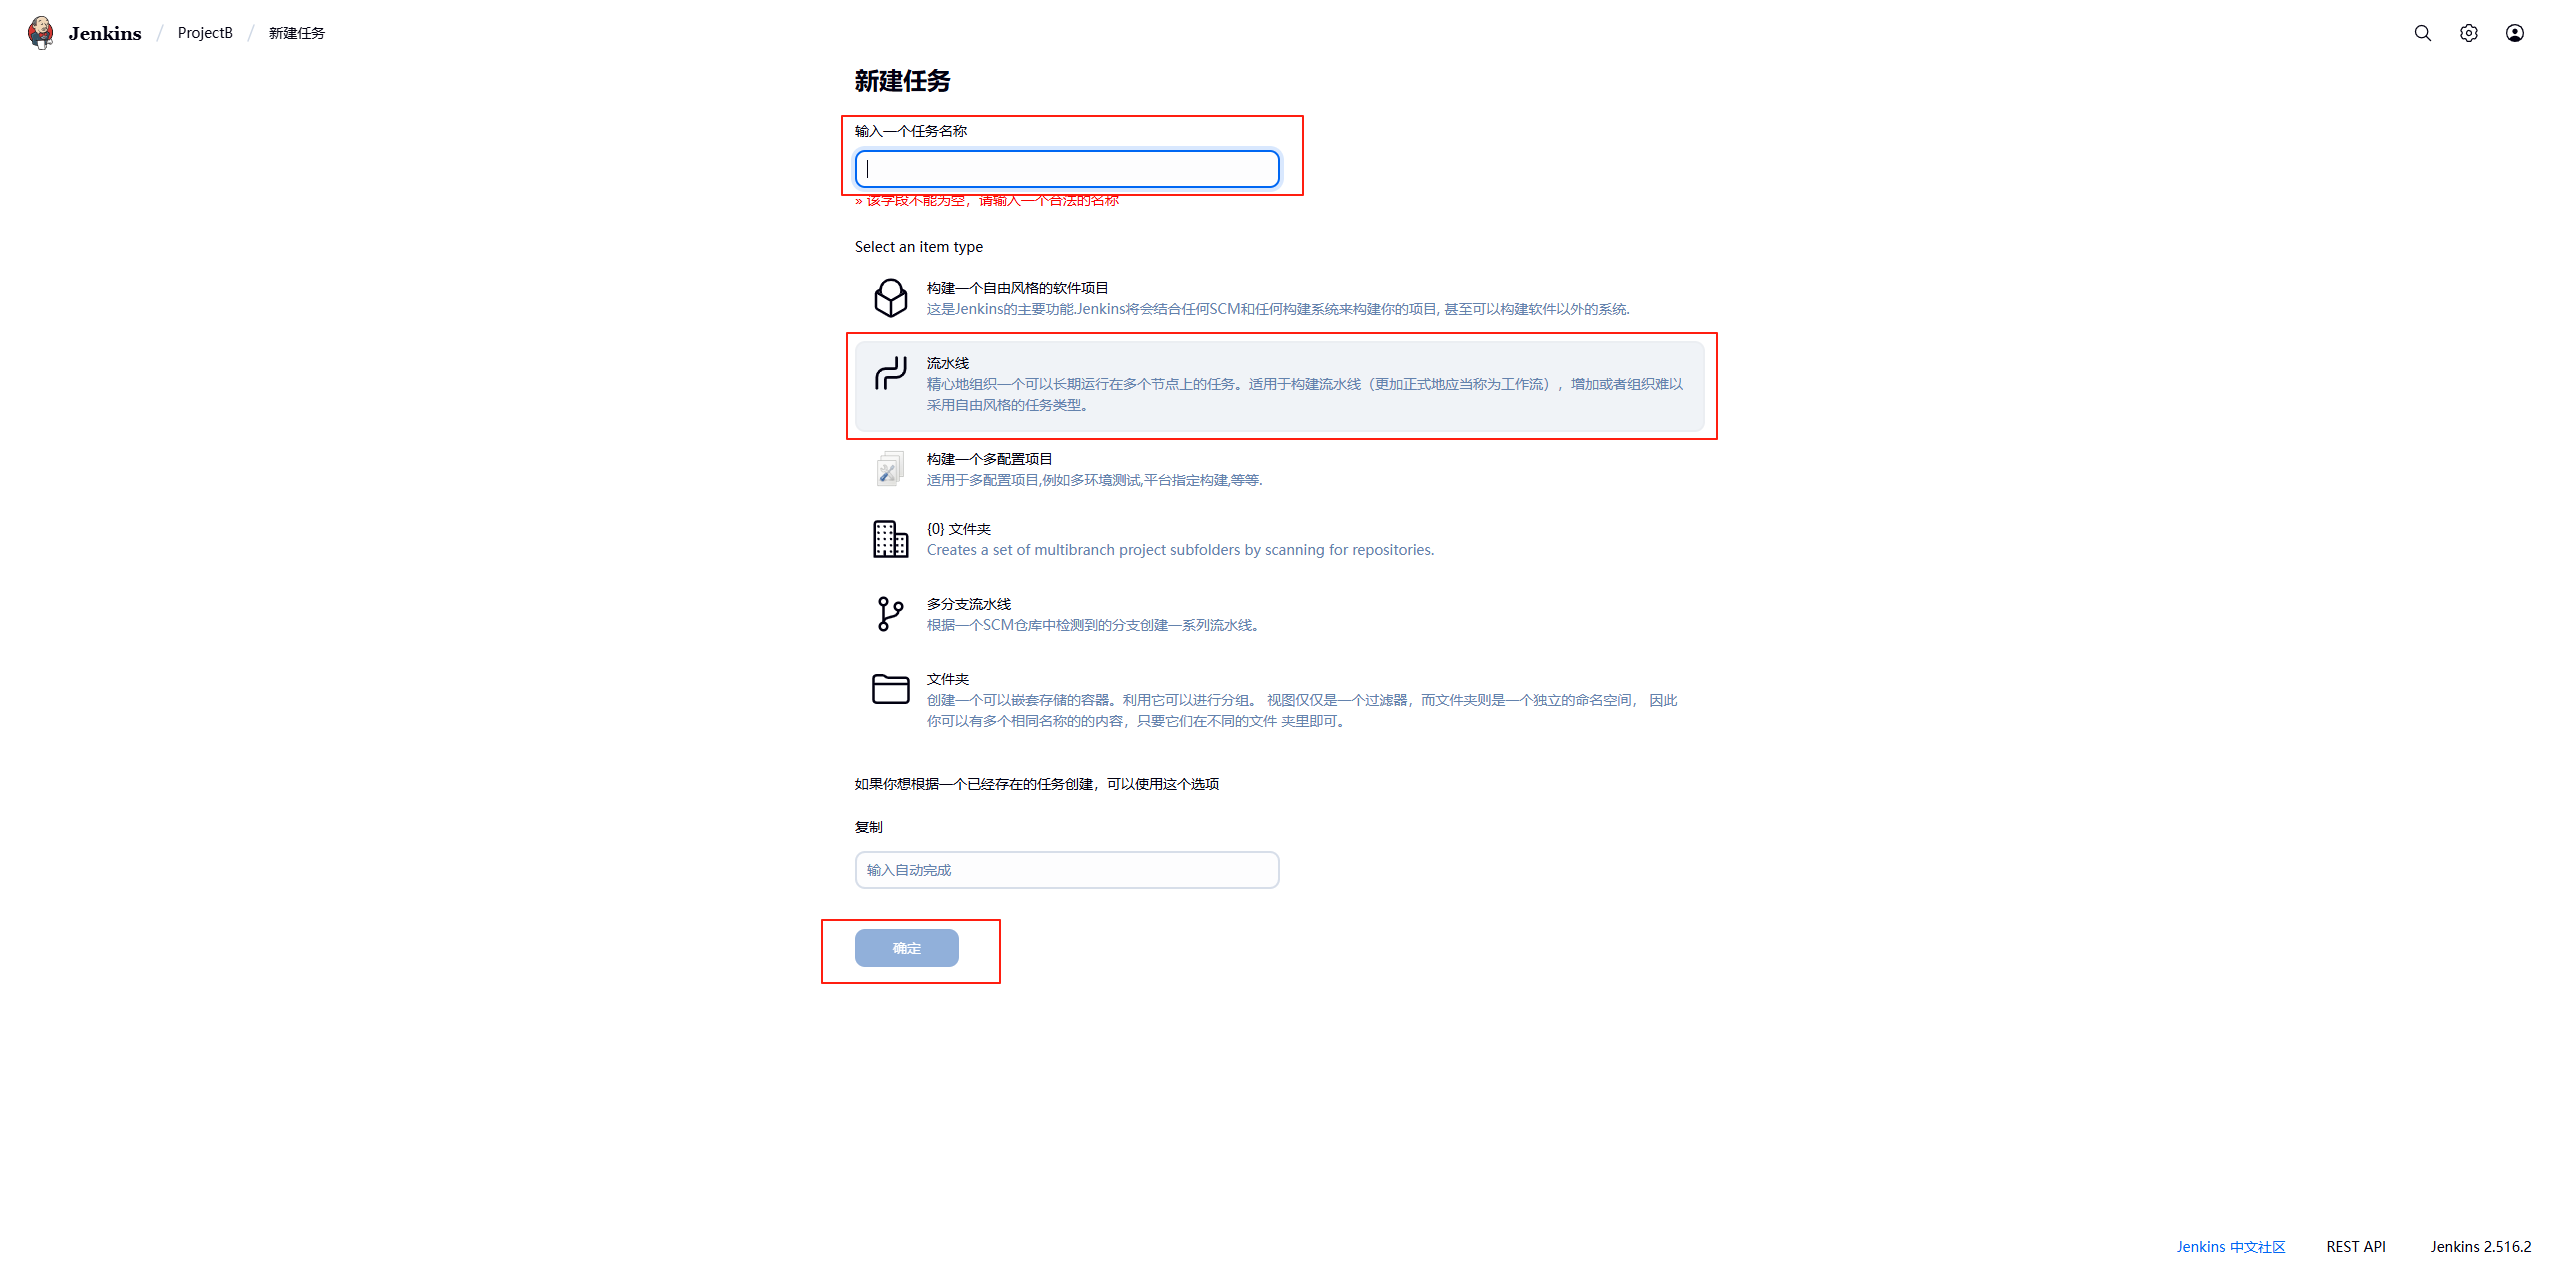 Jenkins / ProjectB / 新建任务
新建任务
输入一个任务名称
» 该字段不能为空，请输入一个合法的名称
Select an item type
构建一个自由风格的软件项目
这是Jenkins的主要功能.Jenkins将会结合任何SCM和任何构建系统来构建你的项目, 甚至可以构建软件以外的系统.
流水线
精心地组织一个可以长期运行在多个节点上的任务。适用于构建流水线（更加正式地应当称为工作流），增加或者组织难以
采用自由风格的任务类型。
构建一个多配置项目
适用于多配置项目,例如多环境测试,平台指定构建,等等.
{0} 文件夹
Creates a set of multibranch project subfolders by scanning for repositories.
多分支流水线
根据一个SCM仓库中检测到的分支创建一系列流水线。
文件夹
创建一个可以嵌套存储的容器。利用它可以进行分组。 视图仅仅是一个过滤器，而文件夹则是一个独立的命名空间， 因此
你可以有多个相同名称的的内容，只要它们在不同的文件 夹里即可。
如果你想根据一个已经存在的任务创建，可以使用这个选项
复制
输入自动完成
确定
Jenkins 中文社区 REST API Jenkins 2.516.2